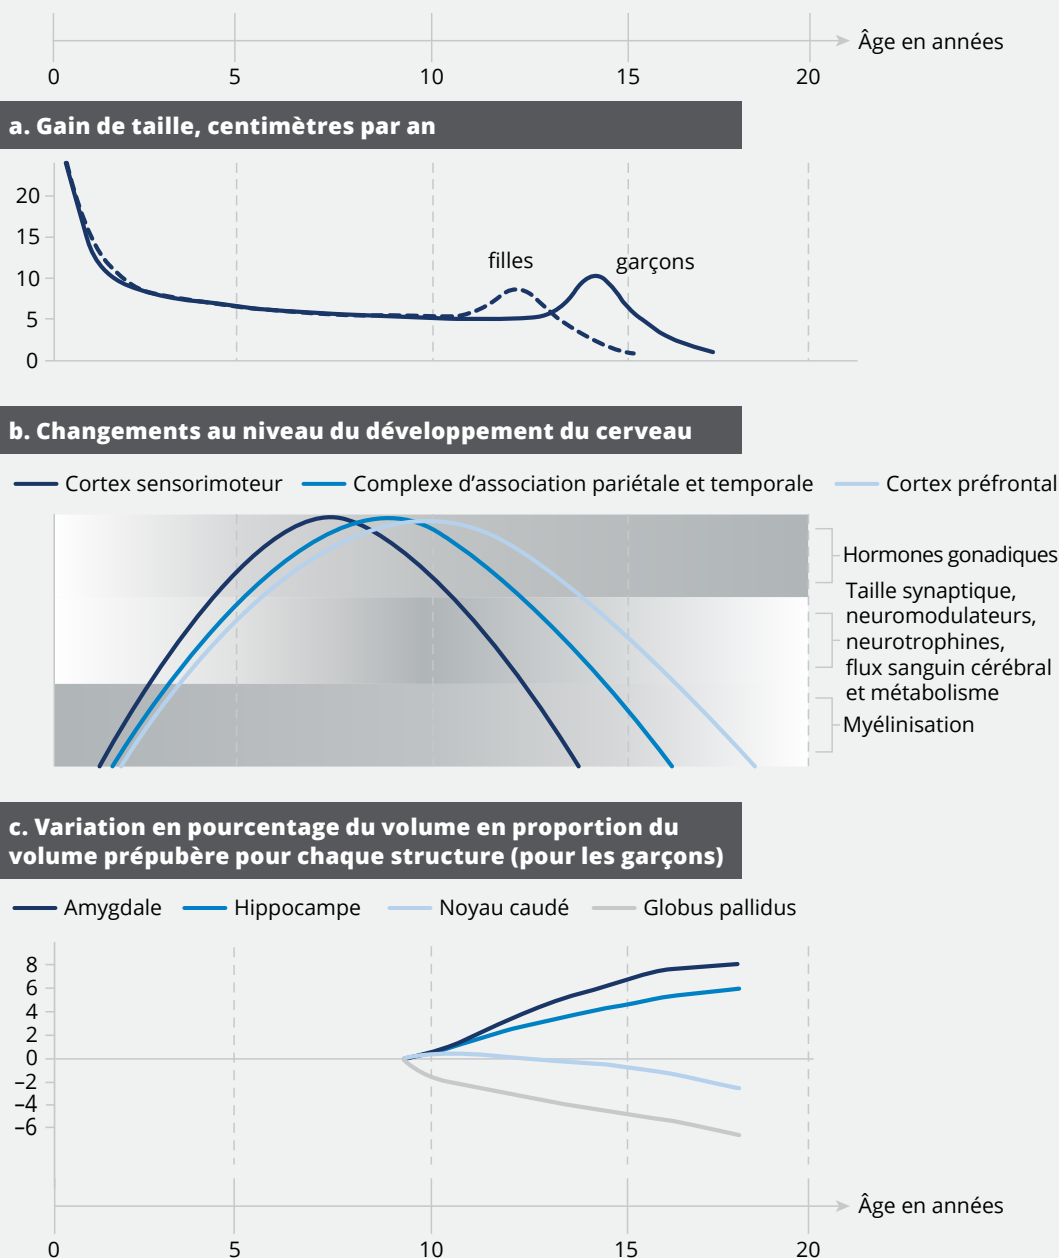 Âge en années
0 5 10 15 20
a. Gain de taille, centimètres par an
20
15
10
5
0
filles
garçons
b. Changements au niveau du développement du cerveau
Cortex sensorimoteur Complexe d’association pariétale et temporale Cortex préfrontal
Hormones gonadiques
Taille synaptique,
neuromodulateurs,
neurotrophines,
flux sanguin cérébral
et métabolisme
Myélinisation
c. Variation en pourcentage du volume en proportion du
volume prépubère pour chaque structure (pour les garçons)
Amygdale Hippocampe Noyau caudé Globus pallidus
8
6
4
2
0
–2
–4
–6
Âge en années
0 5 10 15 20